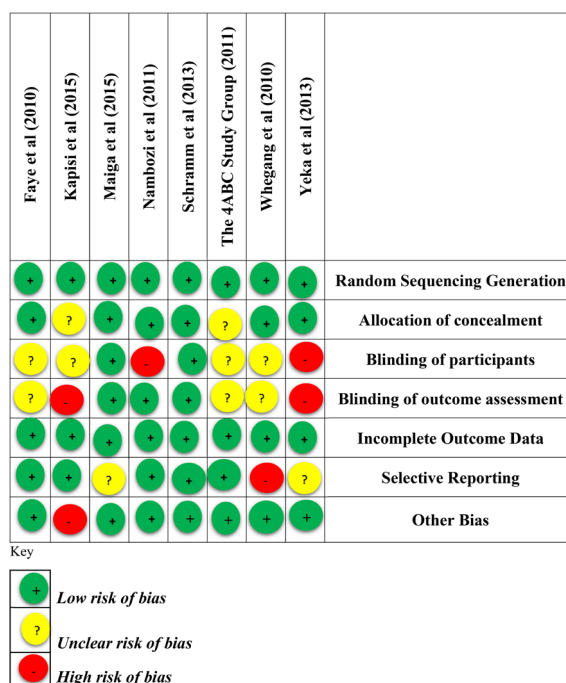 Faye et al (2010)
Kapisi et al (2015)
Maiga et al (2015)
Nambozi et al (2011)
Schramm et al (2013)
The 4ABC Study Group (2011)
Whegang et al (2010)
Yeka et al (2013)
+ + + + + + + + Random Sequencing Generation
+ ? + + + ? + + Allocation of concealment
? ? + - + ? ? - Blinding of participants
? - + + + ? ? - Blinding of outcome assessment
+ + + + + + + + Incomplete Outcome Data
+ + ? + + + - ? Selective Reporting
+ - + + + + + + Other Bias
Key
+ Low risk of bias
? Unclear risk of bias
- High risk of bias